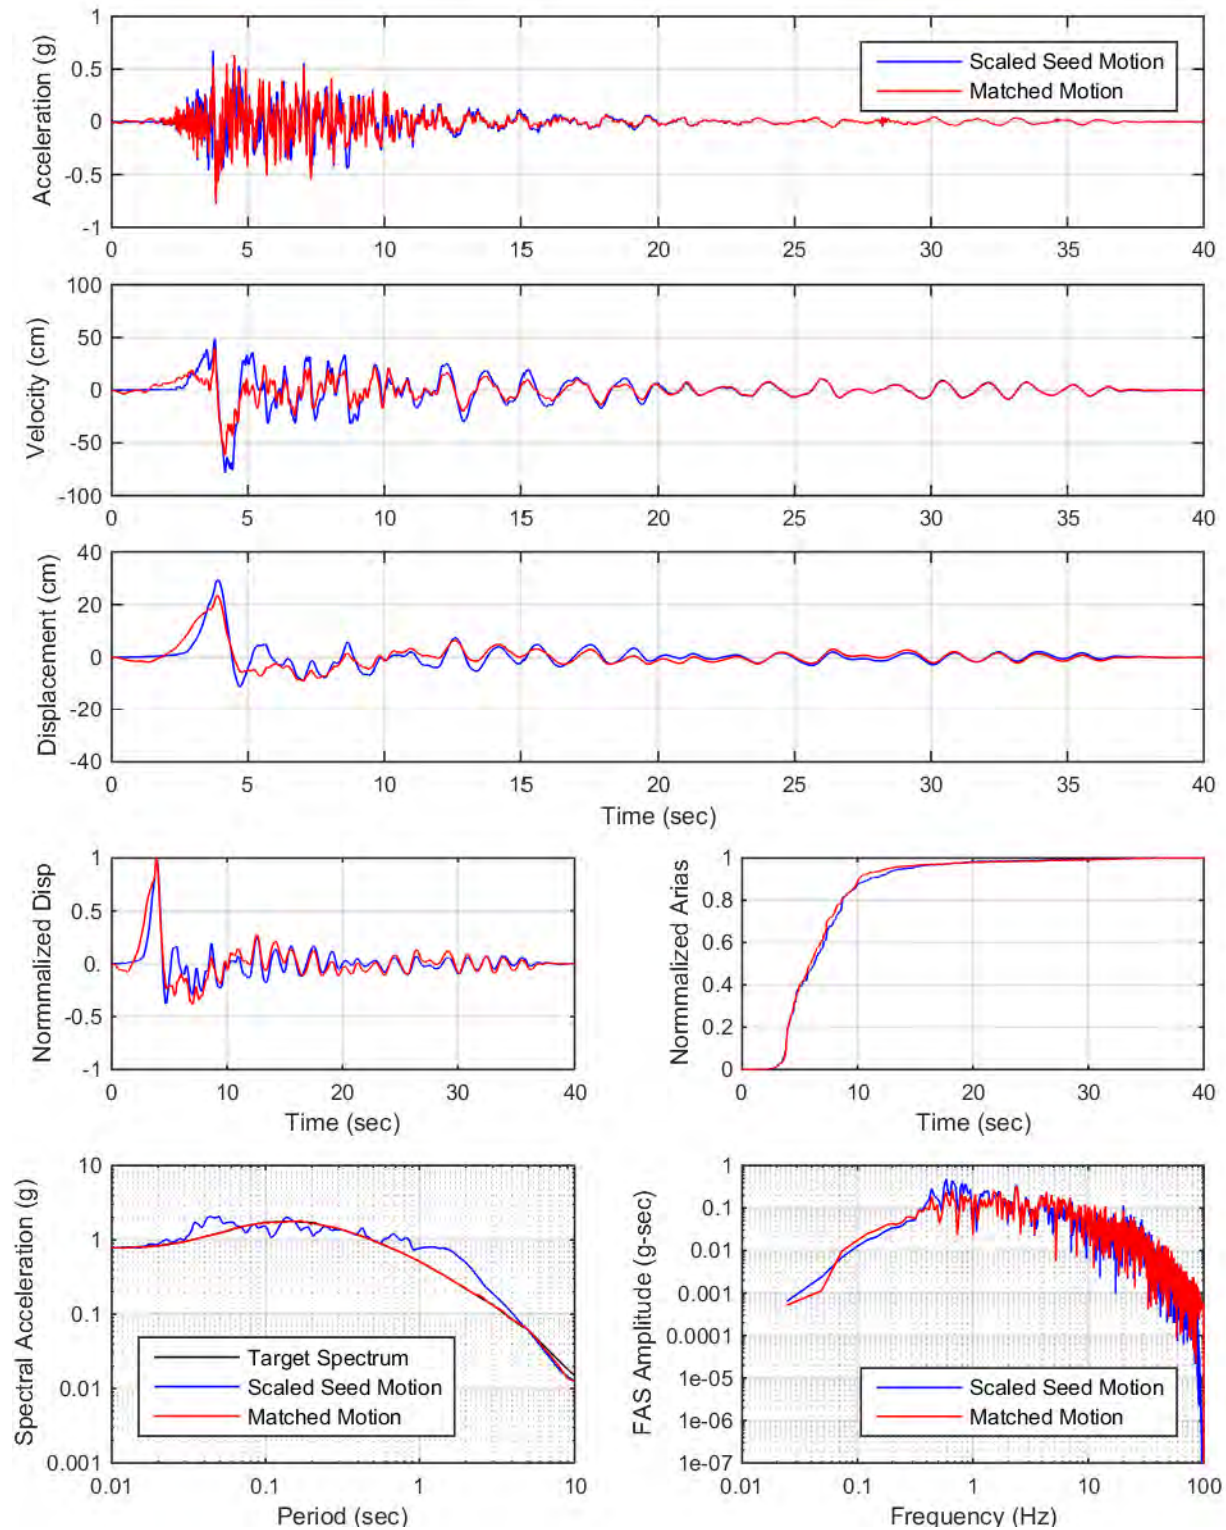 1
0.5
0
-0.5
-1
Acceleration (g)
Scaled Seed Motion
Matched Motion
0 5 10 15 20 25 30 35 40
100
50
0
-50
-100
Velocity (cm)
0 5 10 15 20 25 30 35 40
40
20
0
-20
-40
Displacement (cm)
0 5 10 15 20 25 30 35 40
Time (sec)
1
0.5
0.
-0.5
-1
Normmalized Disp
0 10 20 30 40
Time (sec)
1
0.8
0.6
0.4
0.2
0
Normmalized Arias
0 10 20 30 40
Time (sec)
10
1
0.1
0.01
0.001
Spectral Acceleration (g)
Target Spectrum
Scaled Seed Motion
Matched Motion
0.01 0.1 1 10
Period (sec)
1
0.1
0.01
0.001
0.0001
1e-05
1e-06
1e-07
FAS Amplitude (g-sec)
Scaled Seed Motion
Matched Motion
0.01 0.1 1 10 100
Frequency (Hz)